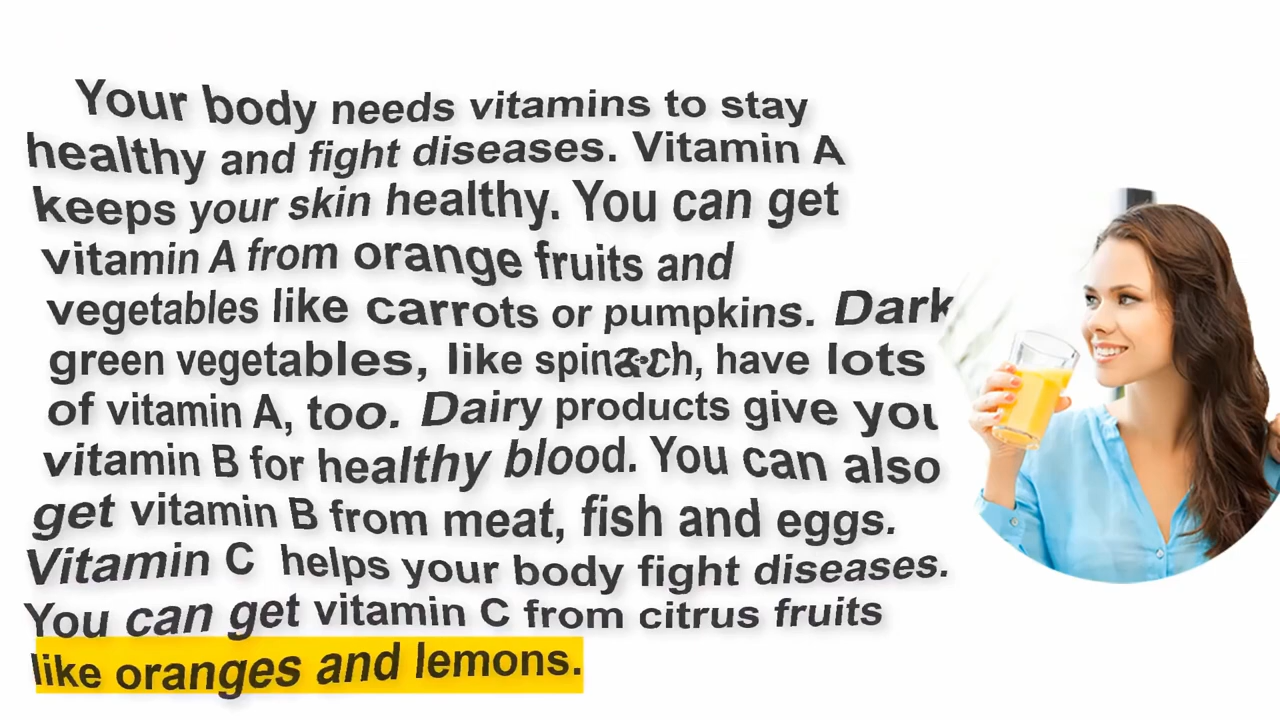 Your body needs vitamins to stay
healthy and fight diseases. Vitamin A
keeps your skin healthy. You can get
vitamin A from orange fruits and
vegetables like carrots or pumpkins. Dark
green vegetables, like spinach, have lots
of vitamin A, too. Dairy products give you
vitamin B for healthy blood. You can also
get vitamin B from meat, fish and eggs.
Vitamin C helps your body fight diseases.
You can get vitamin C from citrus fruits
like oranges and lemons.